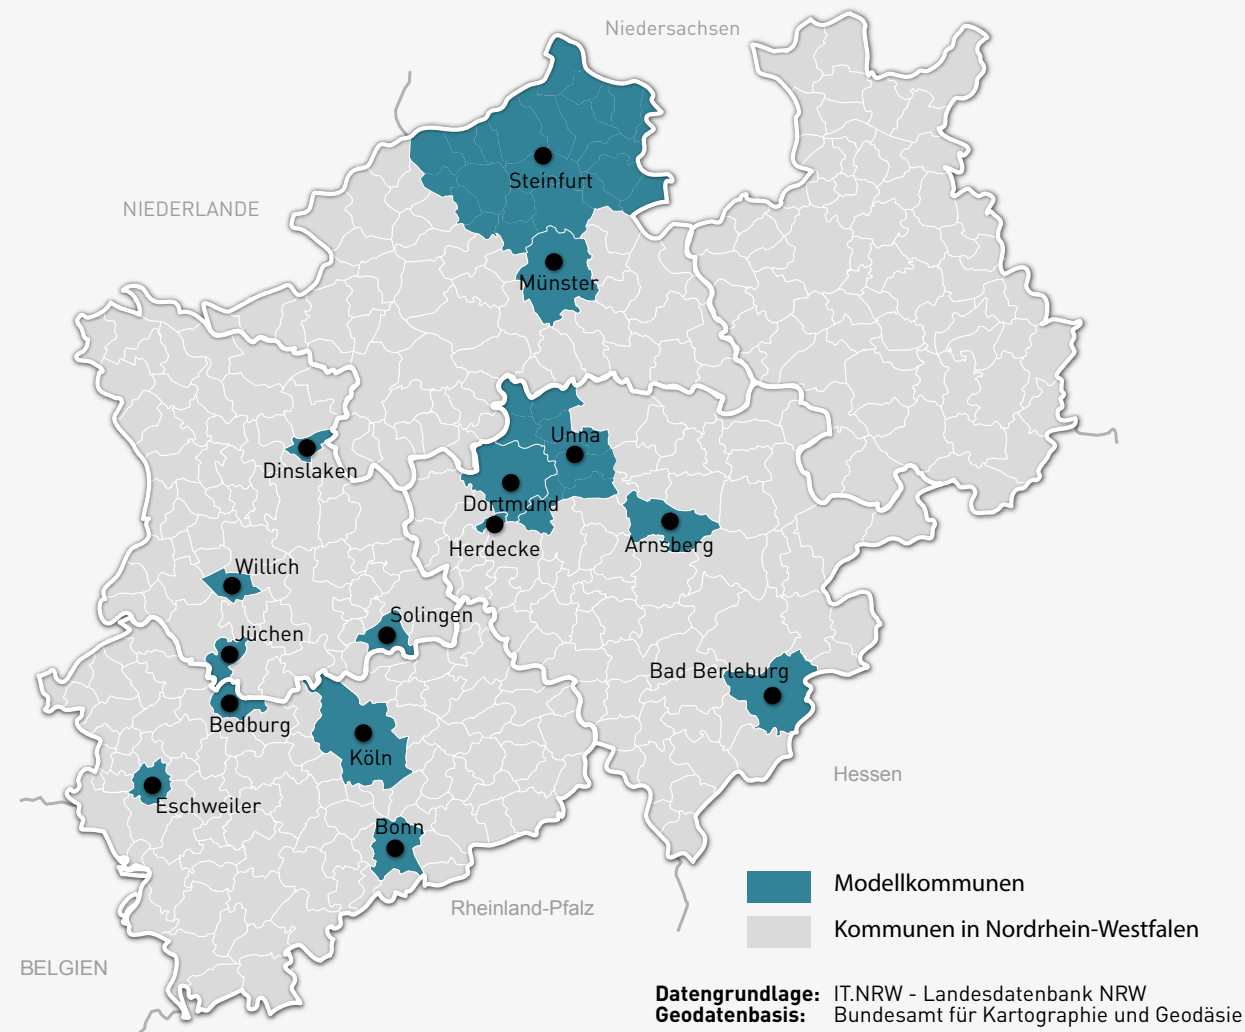 Niedersachsen
Steinfurt
NIEDERLANDE
Münster
Unna
Dinslaken
Dortmund
Herdecke
Arnsberg
Willich
Solingen
Jüchen
Bad Berleburg
Bedburg
Köln
Hessen
Eschweiler
Bonn
Modellkommunen
Rheinland-Pfalz
Kommunen in Nordrhein-Westfalen
BELGIEN
Datengrundlage: IT.NRW - Landesdatenbank NRW
Geodatenbasis: Bundesamt für Kartographie und Geodäsie